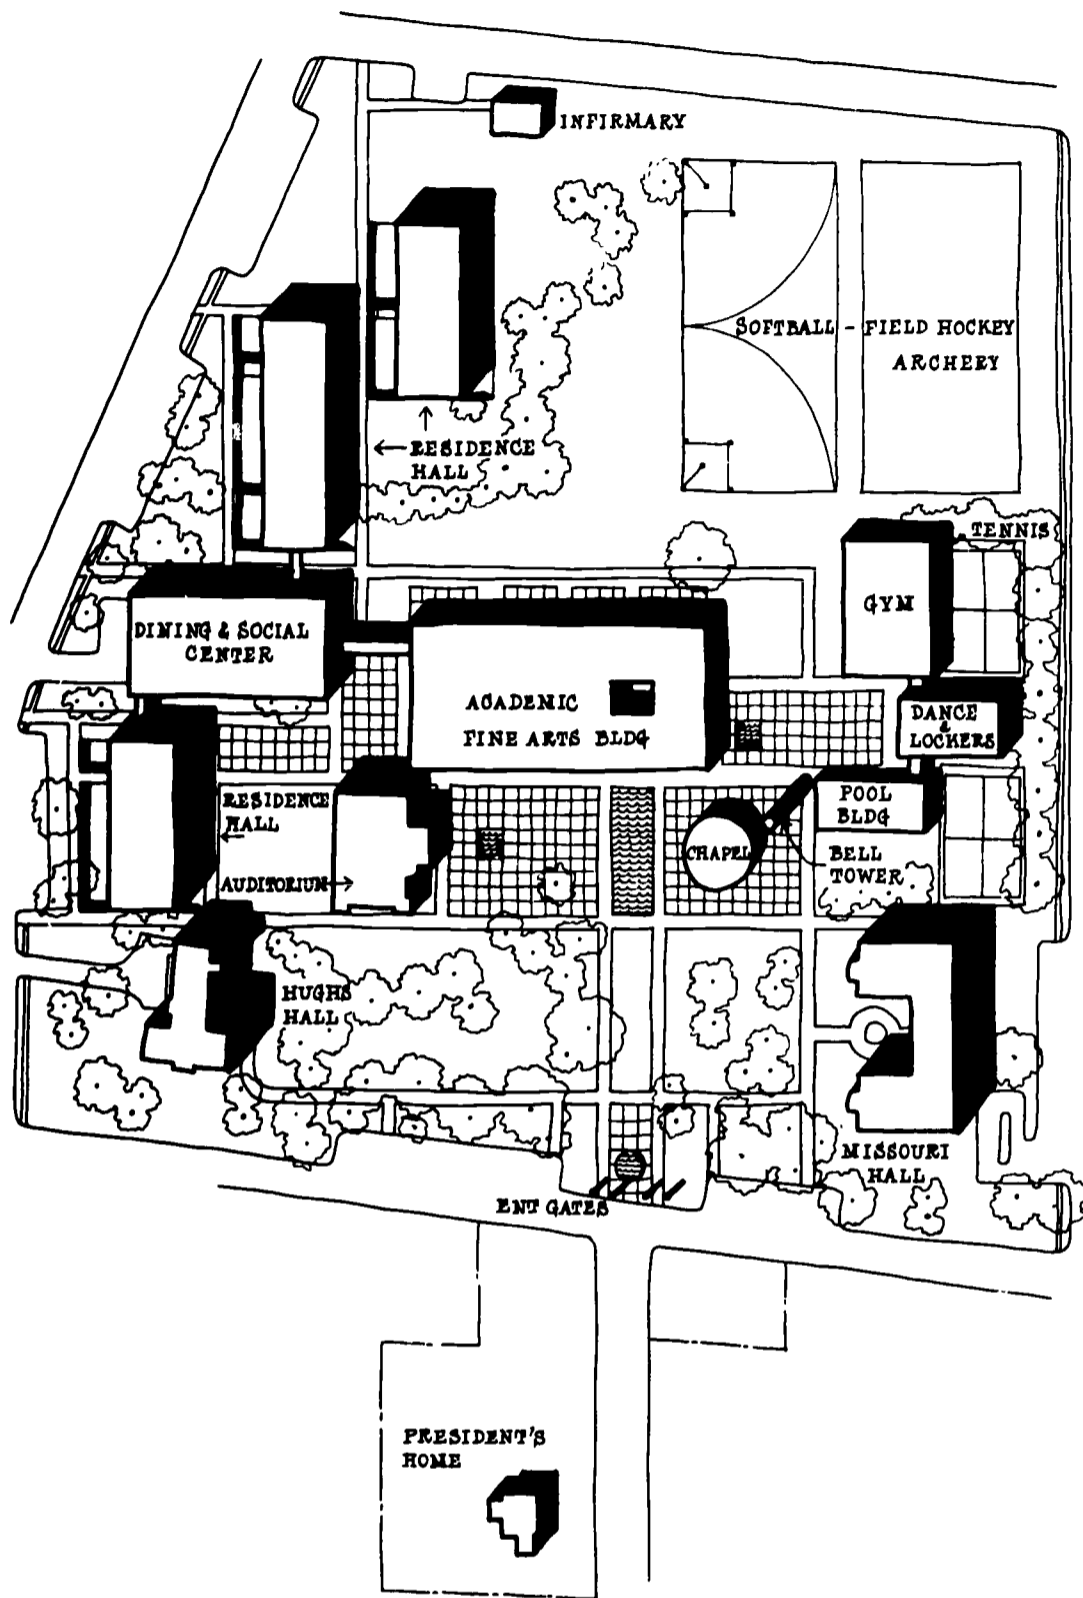 INFIRMARY
SOFTBALL - FIELD HOCKEY
ARCHERY
RESIDENCE
HALL
TENNIS
GYM
DINING & SOCIAL
CENTER
ACADEMIC
FINE ARTS BLDG
DANCE
&
LOCKERS
RESIDENCE
HALL
POOL
BLDG
CHAPEL
BELL
TOWER
AUDITORIUM
HUGHS
HALL
MISSOURI
HALL
ENT GATES
PRESIDENT'S
HOME